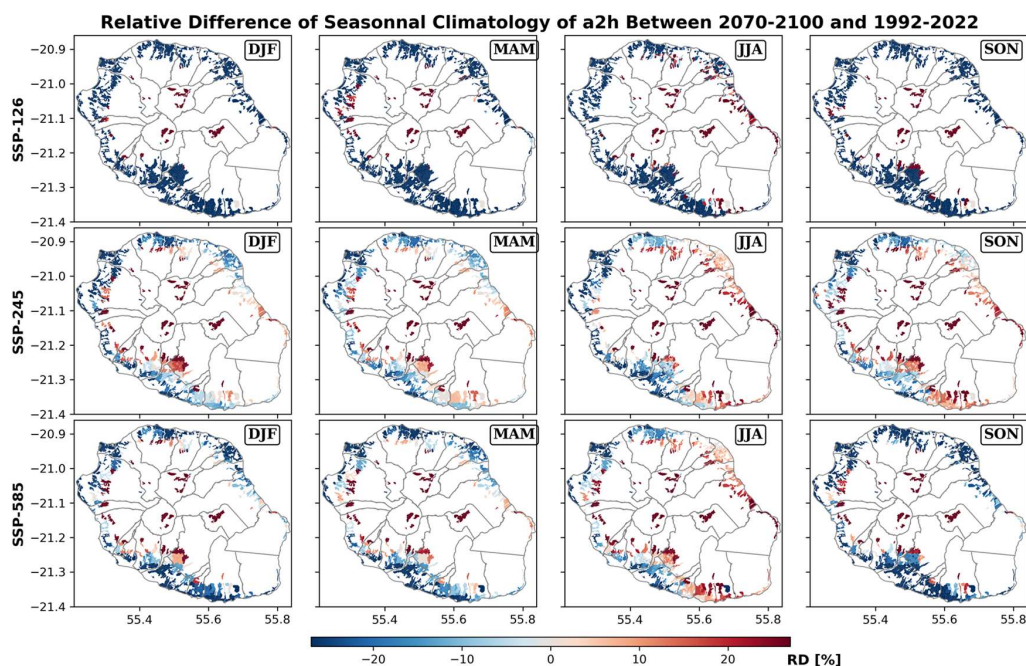 Relative Difference of Seasonnal Climatology of a2h Between 2070-2100 and 1992-2022
SSP-126
−20.9
−21.0
−21.1
−21.2
−21.3
−21.4
DJF
MAM
JJA
SON
SSP-245
−20.9
−21.0
−21.1
−21.2
−21.3
−21.4
DJF
MAM
JJA
SON
SSP-585
−20.9
−21.0
−21.1
−21.2
−21.3
−21.4
DJF
MAM
JJA
SON
55.4 55.6 55.8 55.4 55.6 55.8 55.4 55.6 55.8 55.4 55.6 55.8
−20 −10 0 10 20 RD [%]